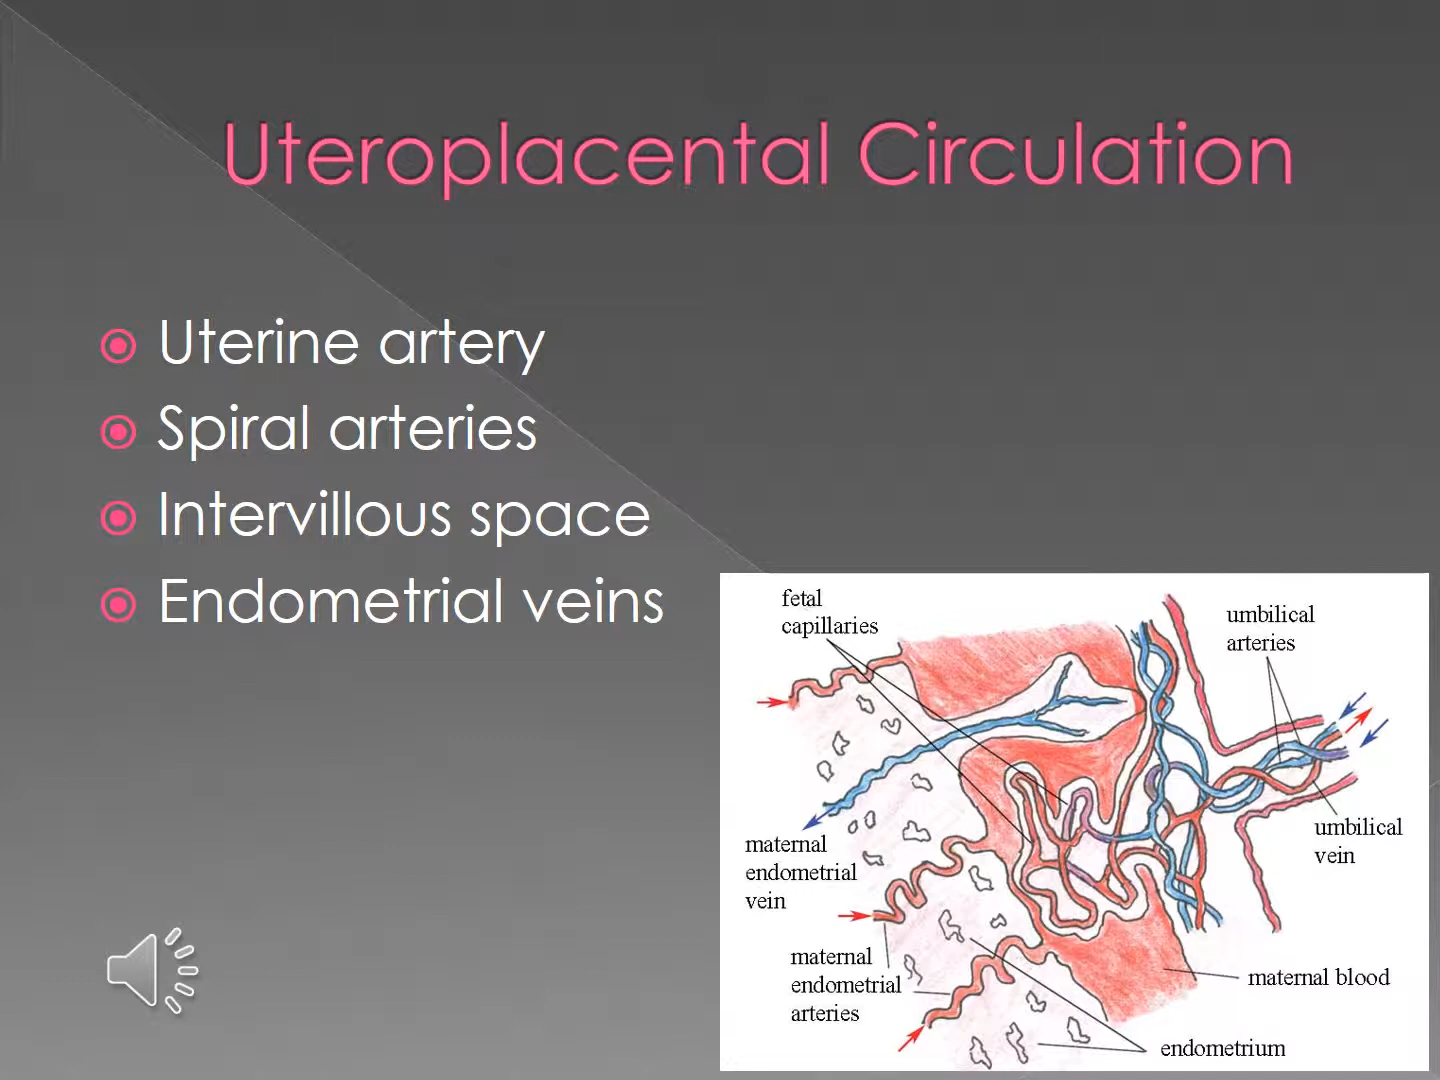 Uteroplacental Circulation
Uterine artery
Spiral arteries
Intervillous space
Endometrial veins
fetal
capillaries
umbilical
arteries
umbilical
vein
maternal
endometrial
vein
maternal
endometrial
arteries
maternal blood
endometrium